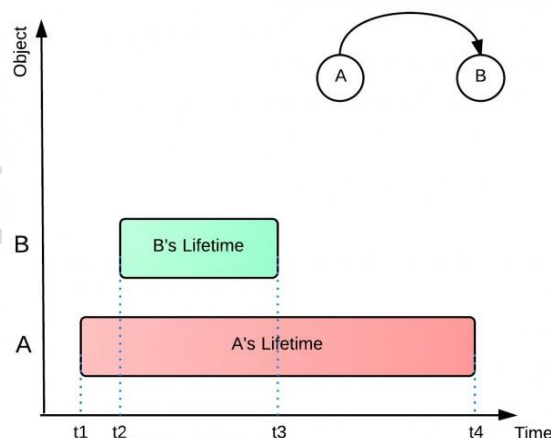 Object
A B
B
B's Lifetime
A
A's Lifetime
t1 t2 t3 t4 Time